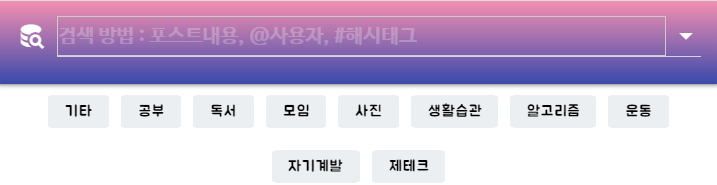 검색 방법 : 포스트내용, @사용자, #해시태그
기타 공부 독서 모임 사진 생활습관 알고리즘 운동
자기계발 제테크